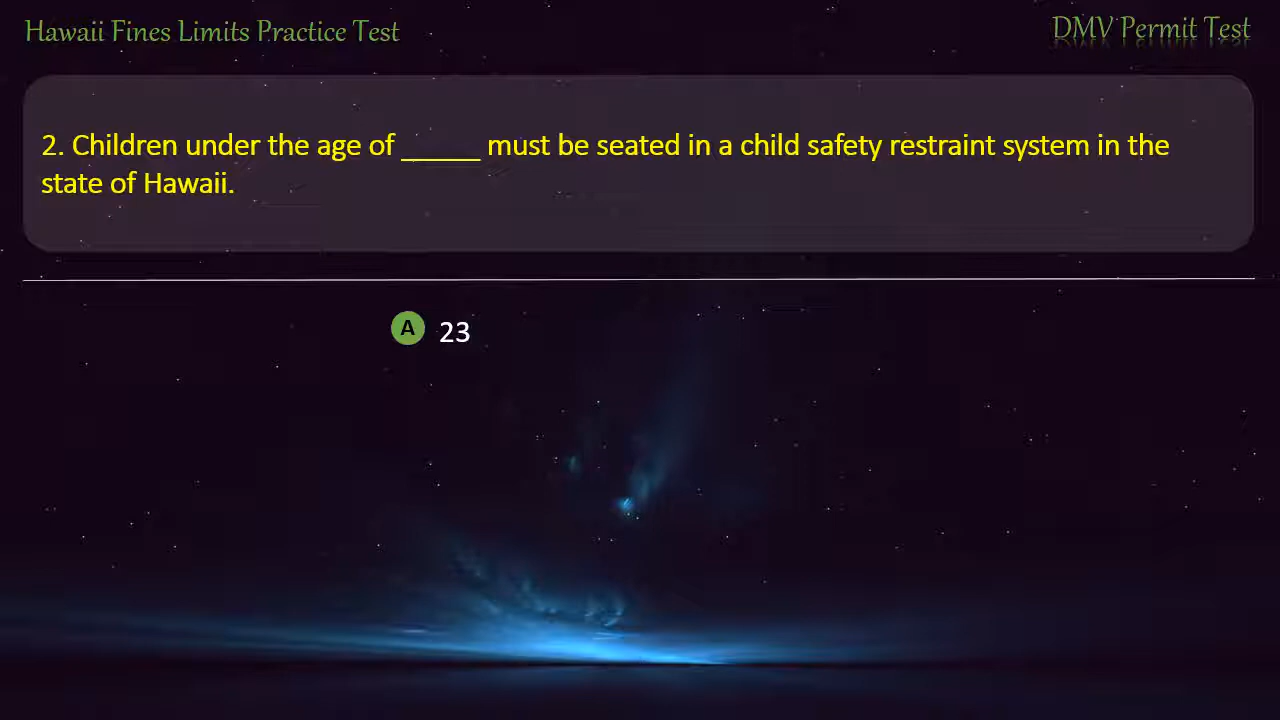 Hawaii Fines Limits Practice Test
DMV Permit Test
2. Children under the age of _____ must be seated in a child safety restraint system in the
state of Hawaii.
A 23